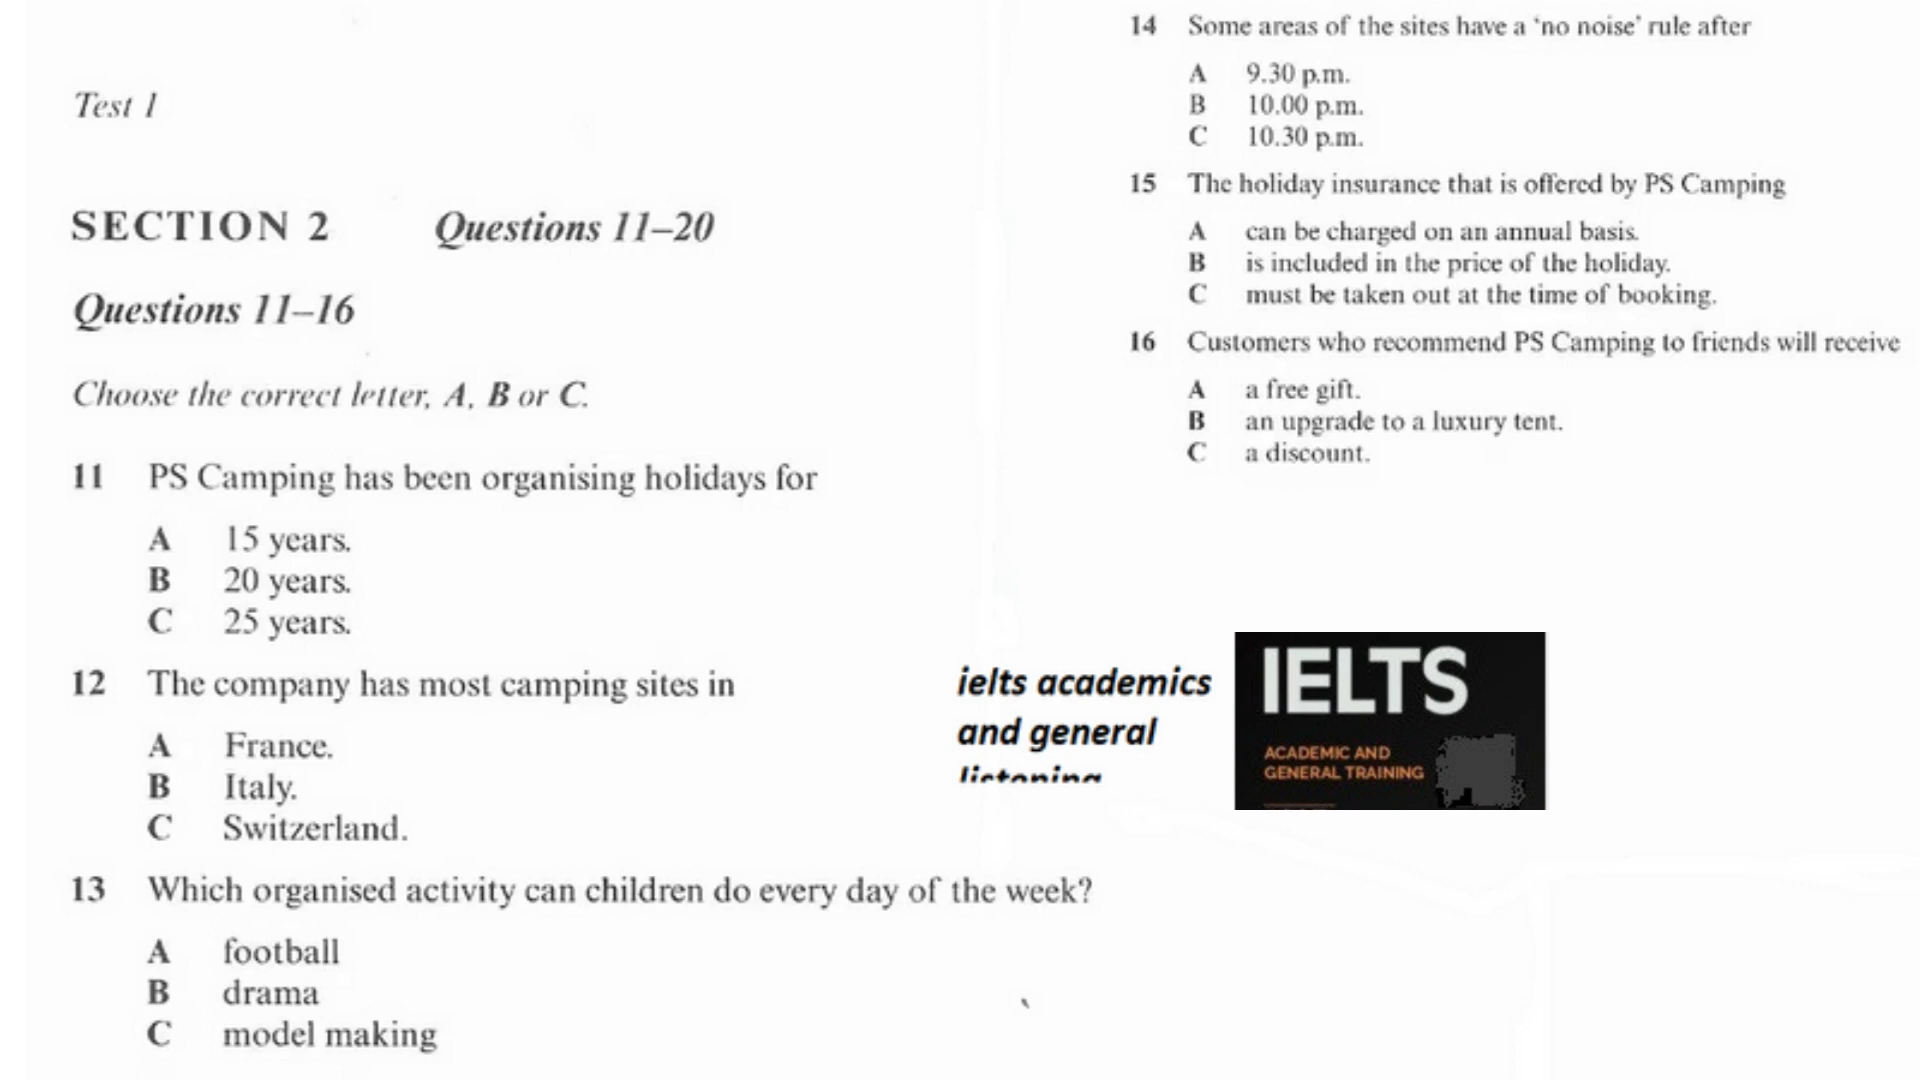 Test 1
SECTION 2 Questions 11–20
Questions 11–16
Choose the correct letter, A, B or C.
11 PS Camping has been organising holidays for
A 15 years.
B 20 years.
C 25 years.
12 The company has most camping sites in
A France.
B Italy.
C Switzerland.
13 Which organised activity can children do every day of the week?
A football
B drama
C model making
14 Some areas of the sites have a ‘no noise’ rule after
A 9.30 p.m.
B 10.00 p.m.
C 10.30 p.m.
15 The holiday insurance that is offered by PS Camping
A can be charged on an annual basis.
B is included in the price of the holiday.
C must be taken out at the time of booking.
16 Customers who recommend PS Camping to friends will receive
A a free gift.
B an upgrade to a luxury tent.
C a discount.
ielts academics
and general
listening
IELTS
ACADEMIC AND
GENERAL TRAINING